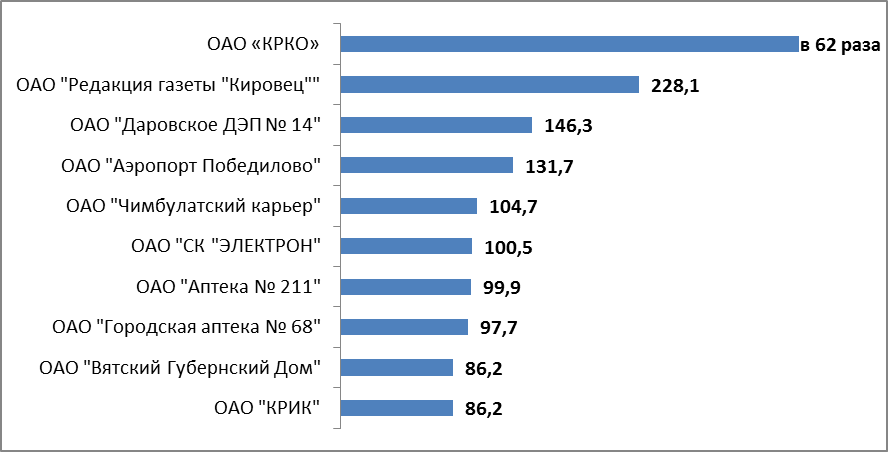 ОАО «КРКО» в 62 раза
ОАО "Редакция газеты "Кировец"" 228,1
ОАО "Даровское ДЭП № 14" 146,3
ОАО "Аэропорт Победилово" 131,7
ОАО "Чимбулатский карьер" 104,7
ОАО "СК "ЭЛЕКТРОН" 100,5
ОАО "Аптека № 211" 99,9
ОАО "Городская аптека № 68" 97,7
ОАО "Вятский Губернский Дом" 86,2
ОАО "КРИК" 86,2